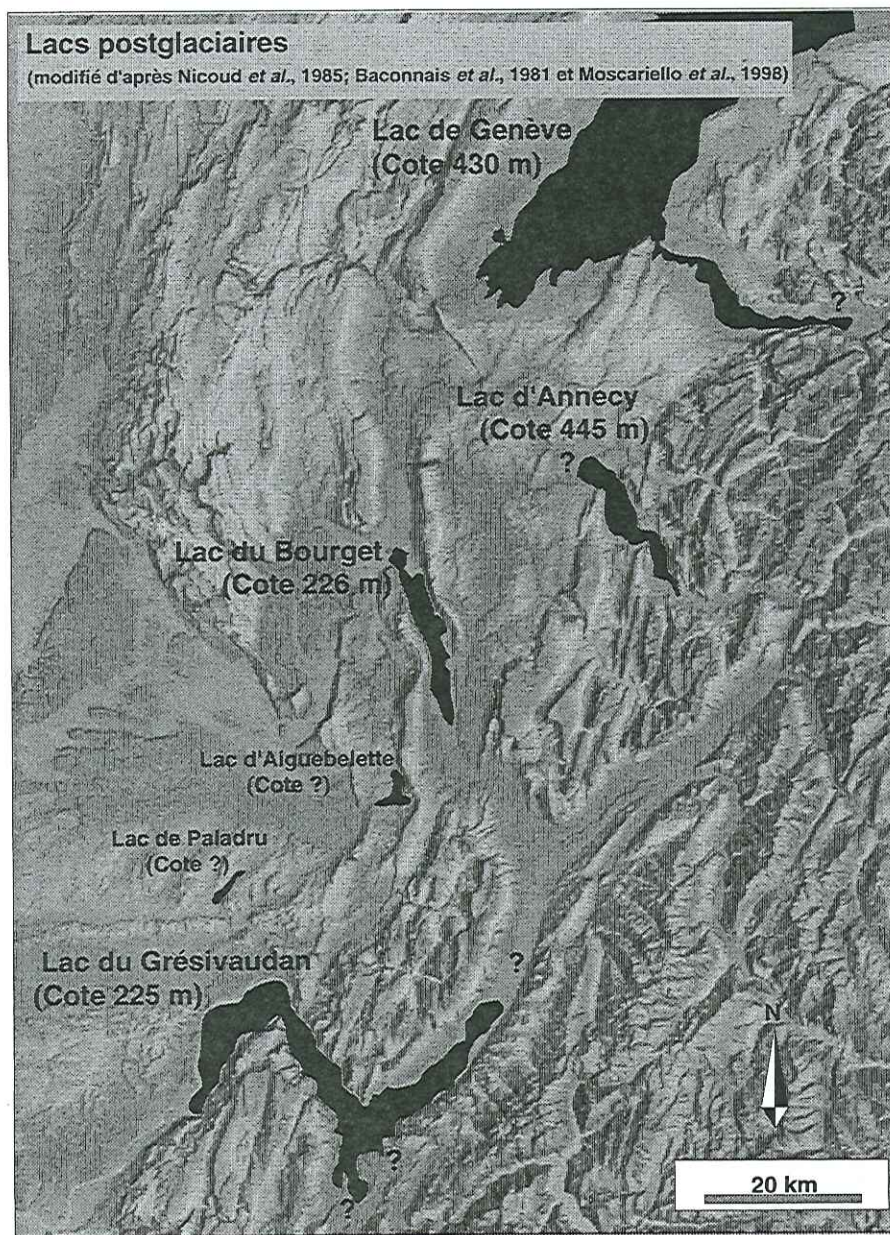 Lacs postglaciaires
(modifié d'après Nicoud et al., 1985; Baconnais et al., 1981 et Moscariello et al., 1998)
Lac de Genève
(Cote 430 m)
?
Lac d'Annecy
(Cote 445 m)
?
Lac du Bourget
(Cote 226 m)
Lac d'Aiguebelette
(Cote ?)
Lac de Paladru
(Cote ?)
Lac du Grésivaudan
(Cote 225 m)
?
N
?
?
20 km